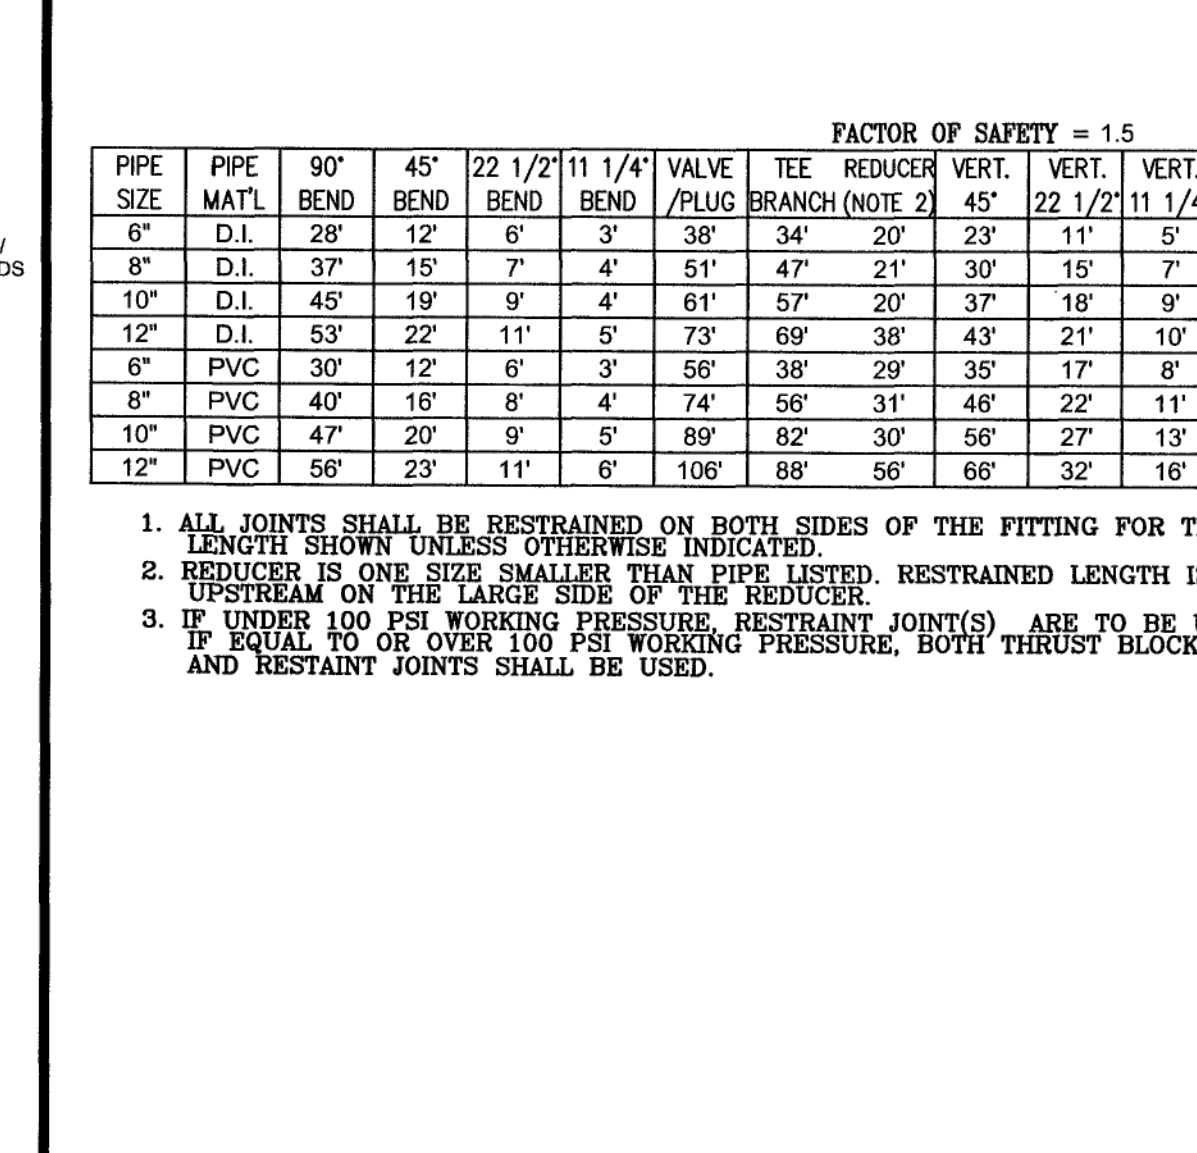 /
DS
FACTOR OF SAFETY = 1.5
PIPE SIZE PIPE MAT'L 90° BEND 45° BEND 22 1/2° BEND 11 1/4° BEND VALVE /PLUG TEE BRANCH REDUCER (NOTE 2) VERT. 45° VERT. 22 1/2° VERT. 11 1/4
6" D.I. 28' 12' 6' 3' 38' 34' 20' 23' 11' 5'
8" D.I. 37' 15' 7' 4' 51' 47' 21' 30' 15' 7'
10" D.I. 45' 19' 9' 4' 61' 57' 20' 37' 18' 9'
12" D.I. 53' 22' 11' 5' 73' 69' 38' 43' 21' 10'
6" PVC 30' 12' 6' 3' 56' 38' 29' 35' 17' 8'
8" PVC 40' 16' 8' 4' 74' 56' 31' 46' 22' 11'
10" PVC 47' 20' 9' 5' 89' 82' 30' 56' 27' 13'
12" PVC 56' 23' 11' 6' 106' 88' 56' 66' 32' 16'
1. ALL JOINTS SHALL BE RESTRAINED ON BOTH SIDES OF THE FITTING FOR
LENGTH SHOWN UNLESS OTHERWISE INDICATED.
2. REDUCER IS ONE SIZE SMALLER THAN PIPE LISTED. RESTRAINED LENGTH
UPSTREAM ON THE LARGE SIDE OF THE REDUCER.
3. IF UNDER 100 PSI WORKING PRESSURE, RESTRAINT JOINT(S) ARE TO BE
IF EQUAL TO OR OVER 100 PSI WORKING PRESSURE, BOTH THRUST BLOCK
AND RESTAINT JOINTS SHALL BE USED.